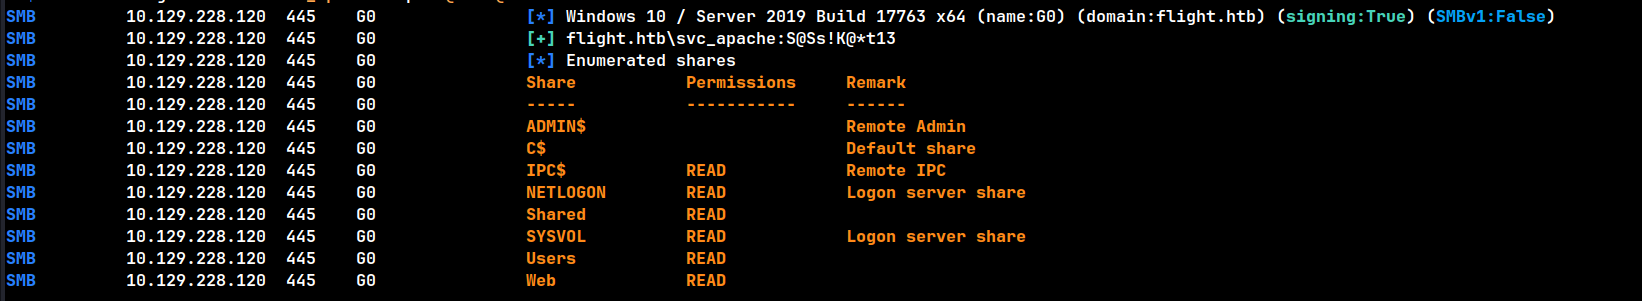 SMB 10.129.228.120 445 G0 [*] Windows 10 / Server 2019 Build 17763 x64 (name:G0) (domain:flight.htb) (signing:True) (SMBv1:False)
SMB 10.129.228.120 445 G0 [+] flight.htb\svc_apache:S@Ss!K@*t13
SMB 10.129.228.120 445 G0 [*] Enumerated shares
SMB 10.129.228.120 445 G0 Share Permissions Remark
SMB 10.129.228.120 445 G0 ----- ----------- ------
SMB 10.129.228.120 445 G0 ADMIN$ Remote Admin
SMB 10.129.228.120 445 G0 C$ Default share
SMB 10.129.228.120 445 G0 IPC$ READ Remote IPC
SMB 10.129.228.120 445 G0 NETLOGON READ Logon server share
SMB 10.129.228.120 445 G0 Shared READ
SMB 10.129.228.120 445 G0 SYSVOL READ Logon server share
SMB 10.129.228.120 445 G0 Users READ
SMB 10.129.228.120 445 G0 Web READ